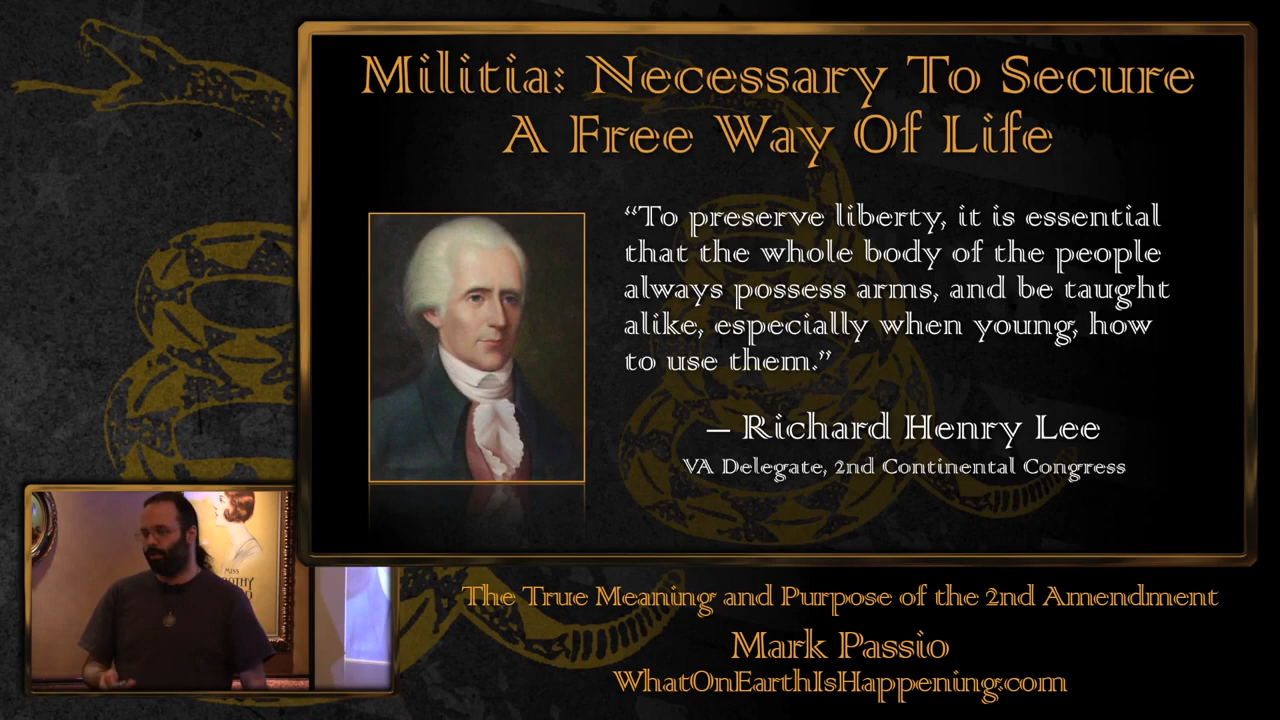 Militia: Necessary To Secure
A Free Way Of Life
“To preserve liberty, it is essential
that the whole body of the people
always possess arms, and be taught
alike, especially when young, how
to use them.”
– Richard Henry Lee
VA Delegate, 2nd Continental Congress
MISS
The True Meaning and Purpose of the 2nd Amendment
Mark Passio
WhatOnEarthIsHappening.com